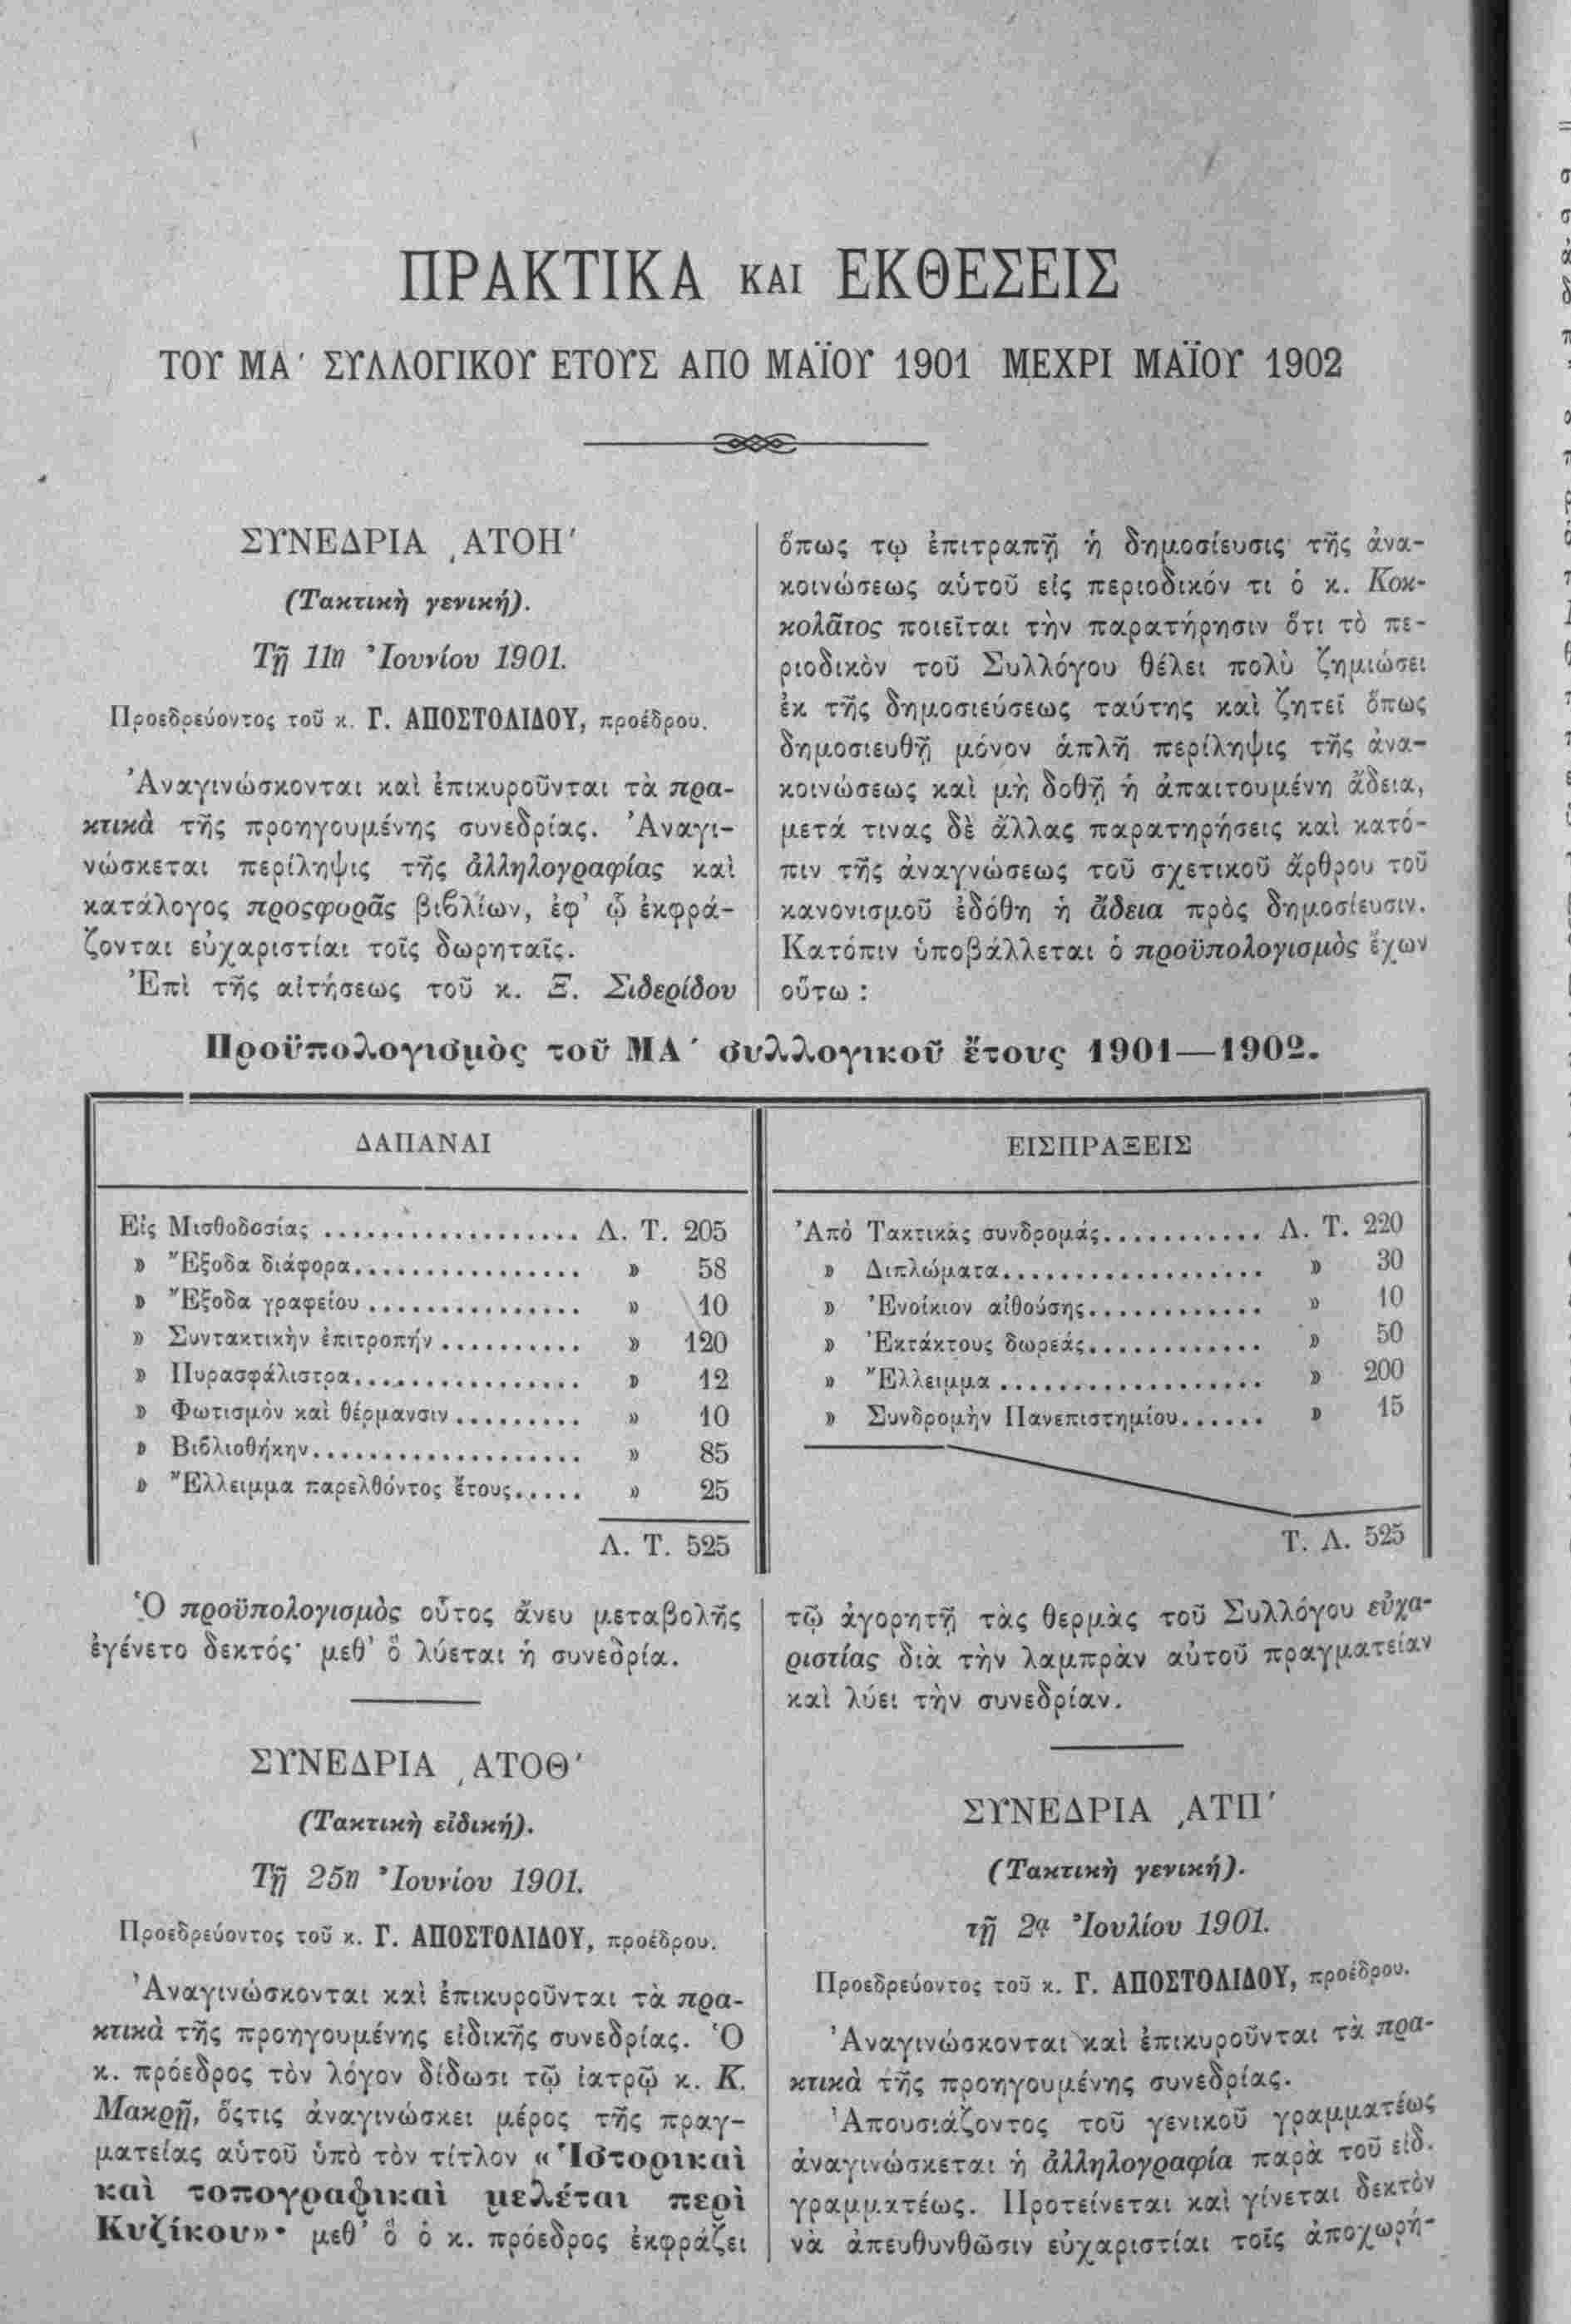 ΠΡΑΚΤΙΚΑ ΚΑΙ ΕΚΘΕΣΕΙΣ
ΤΟΥ ΜΑ΄ ΣΥΛΛΟΓΙΚΟΥ ΕΤΟΥΣ ΑΠΟ ΜΑΪΟΥ 1901 ΜΕΧΡΙ ΜΑΪΟΥ 1902
ΣΥΝΕΔΡΙΑ ͵ΑΤΟΗ΄
(Τακτικὴ γενική).
Τῇ 11ῃ Ἰουνίου 1901.
Προεδρεύοντος τοῦ κ. Γ. ΑΠΟΣΤΟΛΙΔΟΥ, προέδρου.
Ἀναγινώσκονται καὶ ἐπικυροῦνται τὰ πρα-
κτικὰ τῆς προηγουμένης συνεδρίας. Ἀναγι-
νώσκεται περίληψις τῆς ἀλληλογραφίας καὶ
κατάλογος προςφορᾶς βιβλίων, ἐφ' ᾧ ἐκφρά-
ζονται εὐχαριστίαι τοῖς δωρηταῖς.
Ἐπὶ τῆς αἰτήσεως τοῦ κ. Ξ. Σιδερίδου
ὅπως τῳ ἐπιτραπῇ ἡ δημοσίευσις τῆς ἀνα-
κοινώσεως αὑτοῦ εἰς περιοδικόν τι ὁ κ. Κοκ-
κολᾶτος ποιεῖται τὴν παρατήρησιν ὅτι τὸ πε-
ριοδικὸν τοῦ Συλλόγου θέλει πολὺ ζημιώσει
ἐκ τῆς δημοσιεύσεως ταύτης καὶ ζητεῖ ὅπως
δημοσιευθῇ μόνον ἁπλῆ περίληψις τῆς ἀνα-
κοινώσεως καὶ μὴ δοθῇ ἡ ἀπαιτουμένη ἄδεια,
μετά τινας δὲ ἄλλας παρατηρήσεις καὶ κατό-
πιν τῆς ἀναγνώσεως τοῦ σχετικοῦ ἄρθρου τοῦ
κανονισμοῦ ἐδόθη ἡ ἄδεια πρὸς δημοσίευσιν.
Κατόπιν ὑποβάλλεται ὁ προϋπολογισμὸς ἔχων
οὕτω :
Προϋπολογισμὸς τοῦ ΜΑ΄ συλλογικοῦ ἔτους 1901—1902.
ΔΑΠΑΝΑΙ
Εἰς Μισθοδοσίας .................. Λ. Τ. 205
» Ἔξοδα διάφορα................ » 58
» Ἔξοδα γραφείου ............... » 10
» Συντακτικὴν ἐπιτροπήν .......... » 120
» Πυρασφάλιστρα................ » 12
» Φωτισμὸν καὶ θέρμανσιν ......... » 10
» Βιβλιοθήκην................... » 85
» Ἔλλειμμα παρελθόντος ἔτους..... » 25
Λ. Τ. 525
ΕΙΣΠΡΑΞΕΙΣ
Ἀπὸ Τακτικὰς συνδρομάς........... Λ. Τ. 220
» Διπλώματα................... » 30
» Ἐνοίκιον αἰθούσης............ » 10
» Ἐκτάκτους δωρεάς............ » 50
» Ἔλλειμμα ................... » 200
» Συνδρομὴν Πανεπιστημίου...... » 15
Τ. Λ. 525
Ὁ προϋπολογισμὸς οὗτος ἄνευ μεταβολῆς
ἐγένετο δεκτός· μεθ' ὃ λύεται ἡ συνεδρία.
ΣΥΝΕΔΡΙΑ ͵ΑΤΟΘ΄
(Τακτικὴ εἰδική).
Τῇ 25ῃ Ἰουνίου 1901.
Προεδρεύοντος τοῦ κ. Γ. ΑΠΟΣΤΟΛΙΔΟΥ, προέδρου.
Ἀναγινώσκονται καὶ ἐπικυροῦνται τὰ πρα-
κτικὰ τῆς προηγουμένης εἰδικῆς συνεδρίας. Ὁ
κ. πρόεδρος τὸν λόγον δίδωσι τῷ ἰατρῷ κ. Κ.
Μακρῇ, ὅςτις ἀναγινώσκει μέρος τῆς πραγ-
ματείας αὑτοῦ ὑπὸ τὸν τίτλον «Ἱστορικαὶ
καὶ τοπογραφικαὶ μελέται περὶ
Κυζίκου»· μεθ' ὃ ὁ κ. πρόεδρος ἐκφράζει
τῷ ἀγορητῇ τὰς θερμὰς τοῦ Συλλόγου εὐχα-
ριστίας διὰ τὴν λαμπρὰν αὐτοῦ πραγματείαν
καὶ λύει τὴν συνεδρίαν.
ΣΥΝΕΔΡΙΑ ͵ΑΤΠ΄
(Τακτικὴ γενική).
τῇ 2ᾳ Ἰουλίου 1901.
Προεδρεύοντος τοῦ κ. Γ. ΑΠΟΣΤΟΛΙΔΟΥ, προέδρου.
Ἀναγινώσκονται καὶ ἐπικυροῦνται τὰ πρα-
κτικὰ τῆς προηγουμένης συνεδρίας.
Ἀπουσιάζοντος τοῦ γενικοῦ γραμματέως
ἀναγινώσκεται ἡ ἀλληλογραφία παρὰ τοῦ εἰδ.
γραμματέως. Προτείνεται καὶ γίνεται δεκτὸν
νὰ ἀπευθυνθῶσιν εὐχαριστίαι τοῖς ἀποχωρή-